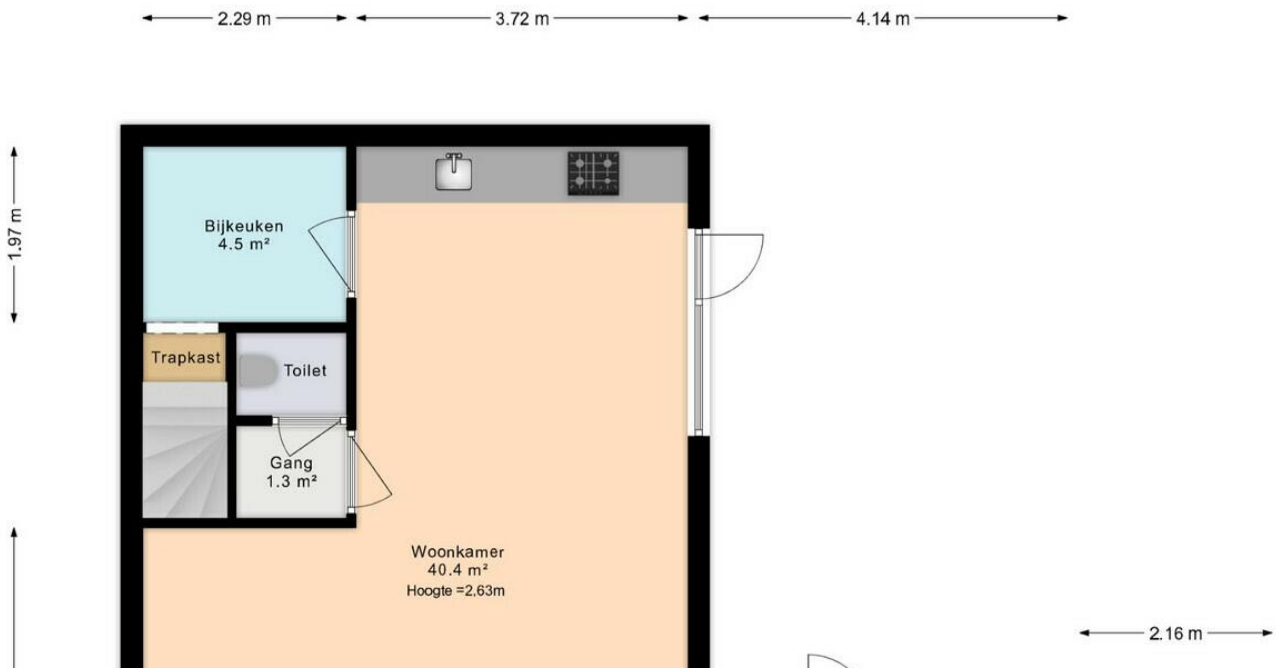 2.29 m
3.72 m
4.14 m
1.97 m
Bijkeuken
4.5 m²
Trapkast
Toilet
Gang
1.3 m²
Woonkamer
40.4 m²
Hoogte =2,63m
2.16 m